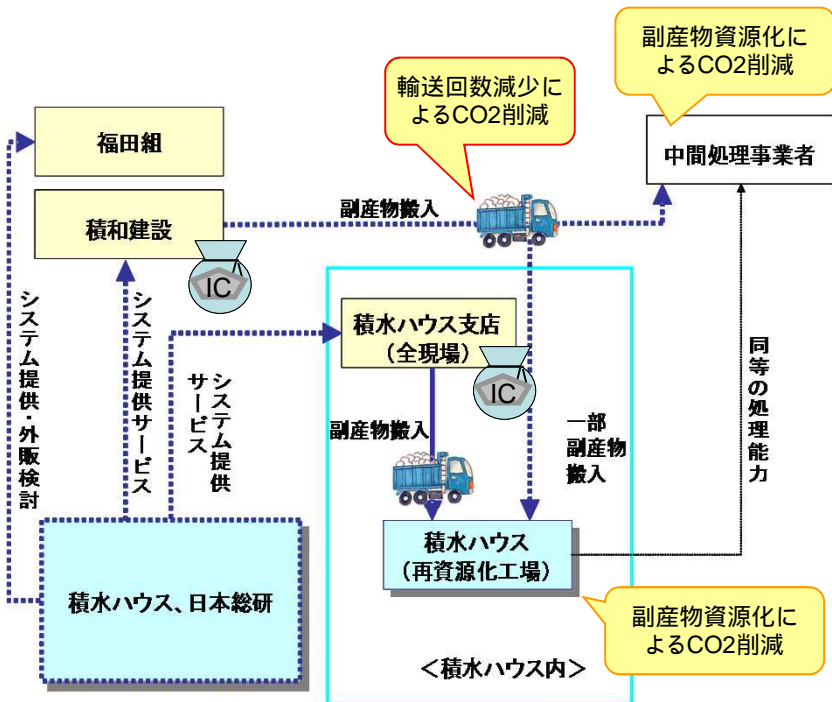 副産物資源化に
よるCO2削減
輸送回数減少に
よるCO2削減
福田組
中間処理事業者
積和建設
副産物搬入
IC
積水ハウス支店
（全現場）
IC
システム提供・外販検討
システム提供サービス
システム提供
サービス
副産物搬入
一部
副産物
搬入
同等の処理能力
積水ハウス
（再資源化工場）
積水ハウス、日本総研
副産物資源化に
よるCO2削減
＜積水ハウス内＞